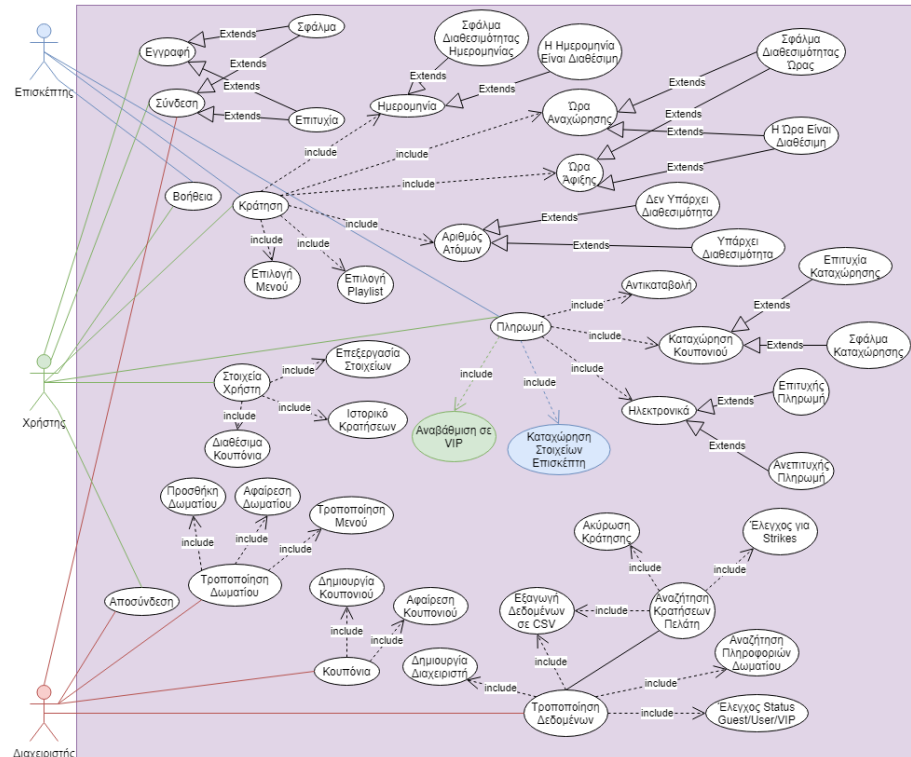 Επισκέπτης
Χρήστης
Διαχειριστής
Εγγραφή
Extends
Σφάλμα
Extends
Σύνδεση
Extends
Extends
Επιτυχία
Βοήθεια
Κράτηση
Σφάλμα
Διαθεσιμότητας
Ημερομηνίας
Η Ημερομηνία
Είναι Διαθέσιμη
Extends
Extends
Ημερομηνία
include
Ώρα
Αναχώρησης
Σφάλμα
Διαθεσιμότητας
Ώρας
Extends
Extends
Extends
Η Ώρα Είναι
Διαθέσιμη
include
include
Ώρα
Άφιξης
Extends
include
Αριθμός
Ατόμων
Δεν Υπάρχει
Διαθεσιμότητα
Extends
Extends
Υπάρχει
Διαθεσιμότητα
include
Επιλογή
Μενού
include
Επιλογή
Playlist
Πληρωμή
include
Αντικαταβολή
include
Καταχώρηση
Κουπονιού
Επιτυχία
Καταχώρησης
Extends
Extends
Σφάλμα
Καταχώρησης
include
Ηλεκτρονικά
Extends
Επιτυχής
Πληρωμή
Extends
Ανεπιτυχής
Πληρωμή
include
Αναβάθμιση σε
VIP
include
Καταχώρηση
Στοιχείων
Επισκέπτη
Στοιχεία
Χρήστη
include
Επεξεργασία
Στοιχείων
include
Ιστορικό
Κρατήσεων
include
Διαθέσιμα
Κουπόνια
Προσθήκη
Δωματίου
Αφαίρεση
Δωματίου
Τροποποίηση
Μενού
include
include
include
Τροποποίηση
Δωματίου
Αποσύνδεση
Δημιουργία
Κουπονιού
Αφαίρεση
Κουπονιού
include
include
Κουπόνια
Ακύρωση
Κράτησης
Έλεγχος για
Strikes
include
include
Εξαγωγή
Δεδομένων
σε CSV
include
Αναζήτηση
Κρατήσεων
Πελάτη
include
Δημιουργία
Διαχειριστή
include
Τροποποίηση
Δεδομένων
include
Αναζήτηση
Πληροφοριών
Δωματίου
include
Έλεγχος Status
Guest/User/VIP